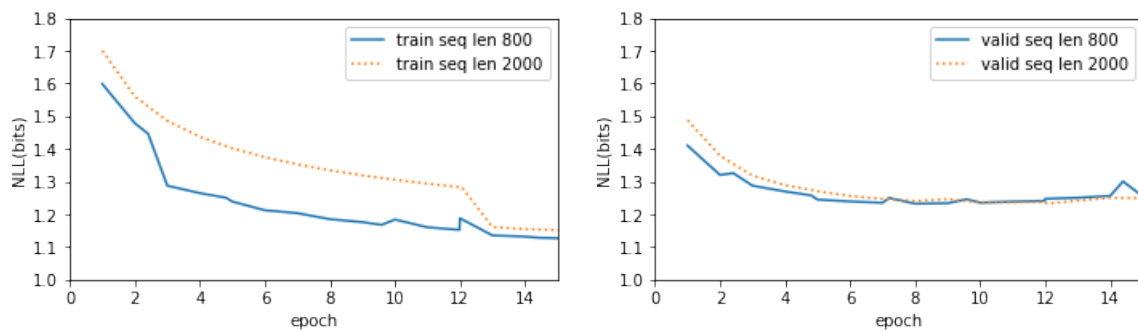 1.8
1.7
1.6
1.5
1.4
1.3
1.2
1.1
1.0
NLL(bits)
0 2 4 6 8 10 12 14
epoch
train seq len 800
train seq len 2000
1.8
1.7
1.6
1.5
1.4
1.3
1.2
1.1
1.0
NLL(bits)
0 2 4 6 8 10 12 14
epoch
valid seq len 800
valid seq len 2000